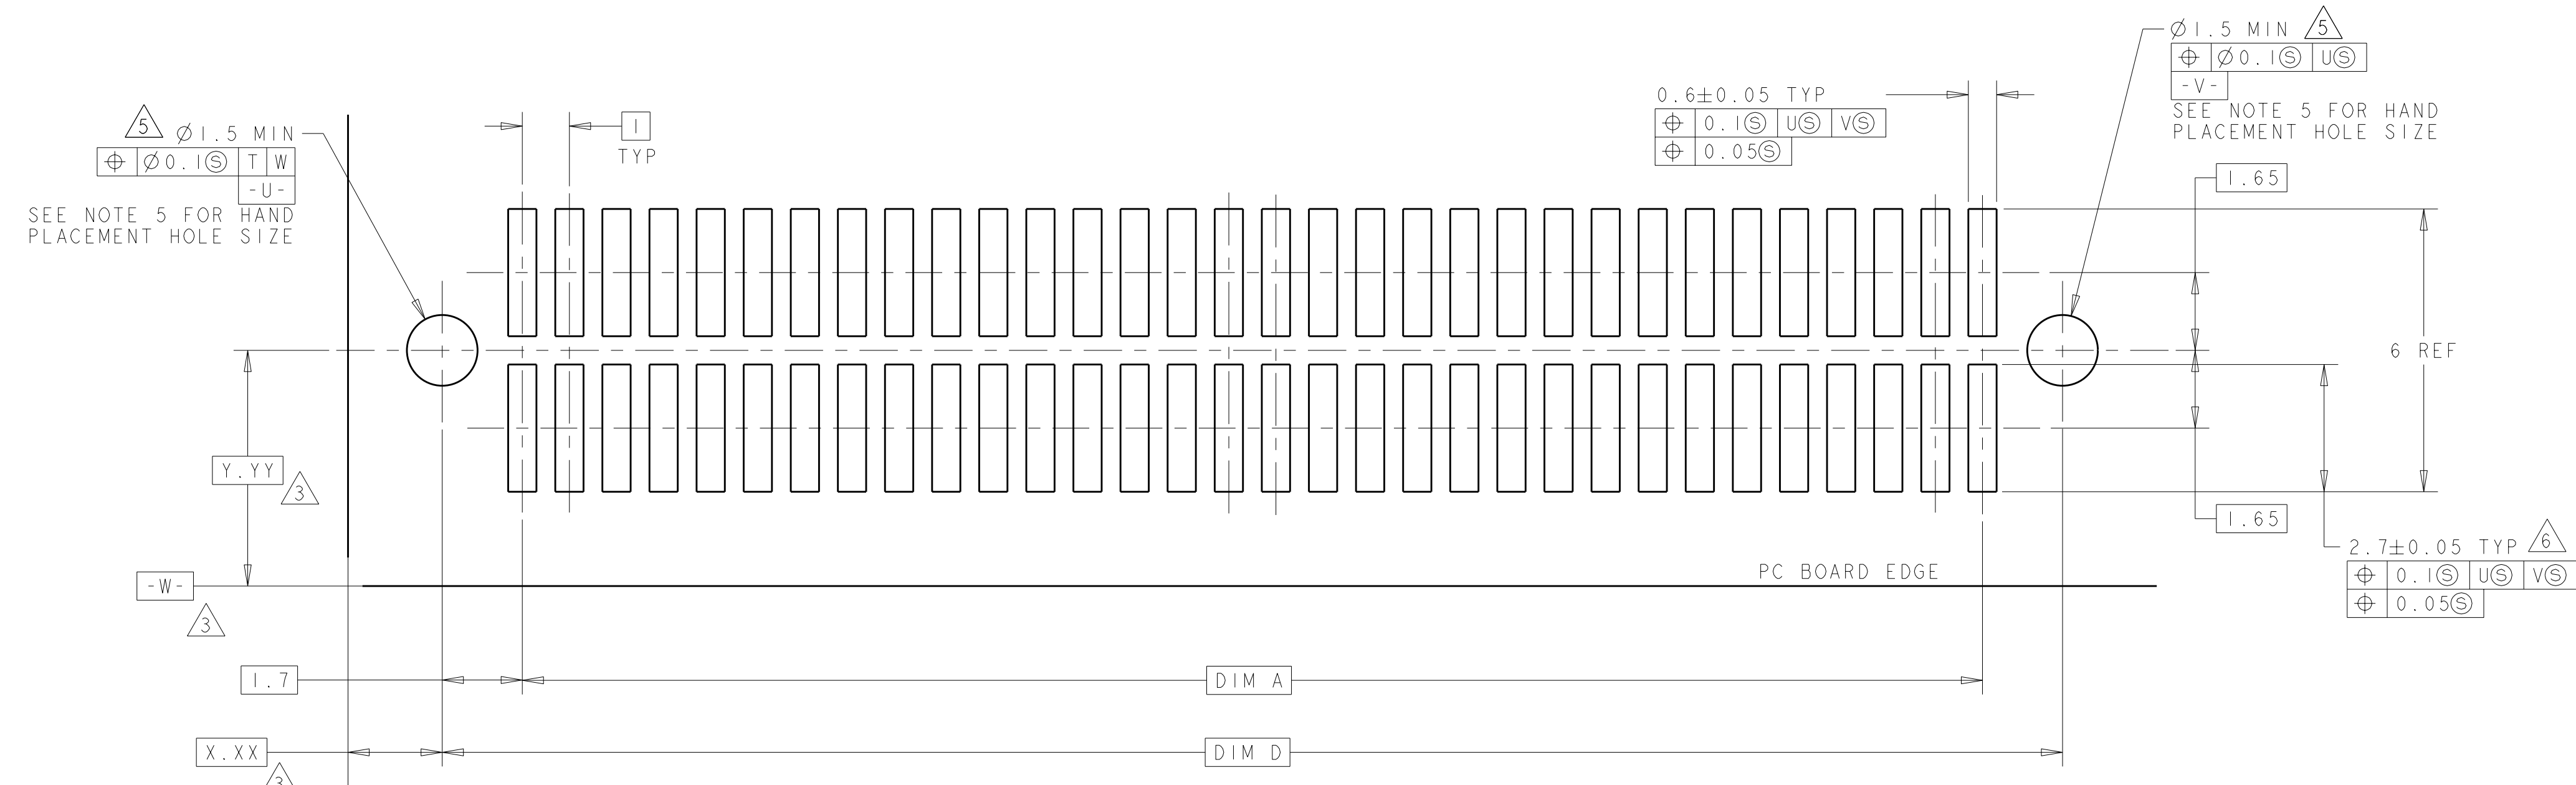 5 Ø1.5 MIN
⌖ Ø0.1Ⓢ T W
-U-
SEE NOTE 5 FOR HAND
PLACEMENT HOLE SIZE
1
TYP
0.6±0.05 TYP
⌖ 0.1Ⓢ UⓈ VⓈ
⌖ 0.05Ⓢ
Ø1.5 MIN 5
⌖ Ø0.1Ⓢ UⓈ
-V-
SEE NOTE 5 FOR HAND
PLACEMENT HOLE SIZE
1.65
6 REF
Y.YY 3
1.65
2.7±0.05 TYP 6
⌖ 0.1Ⓢ UⓈ VⓈ
⌖ 0.05Ⓢ
PC BOARD EDGE
-W-
3
1.7
DIM A
X.XX
DIM D
3